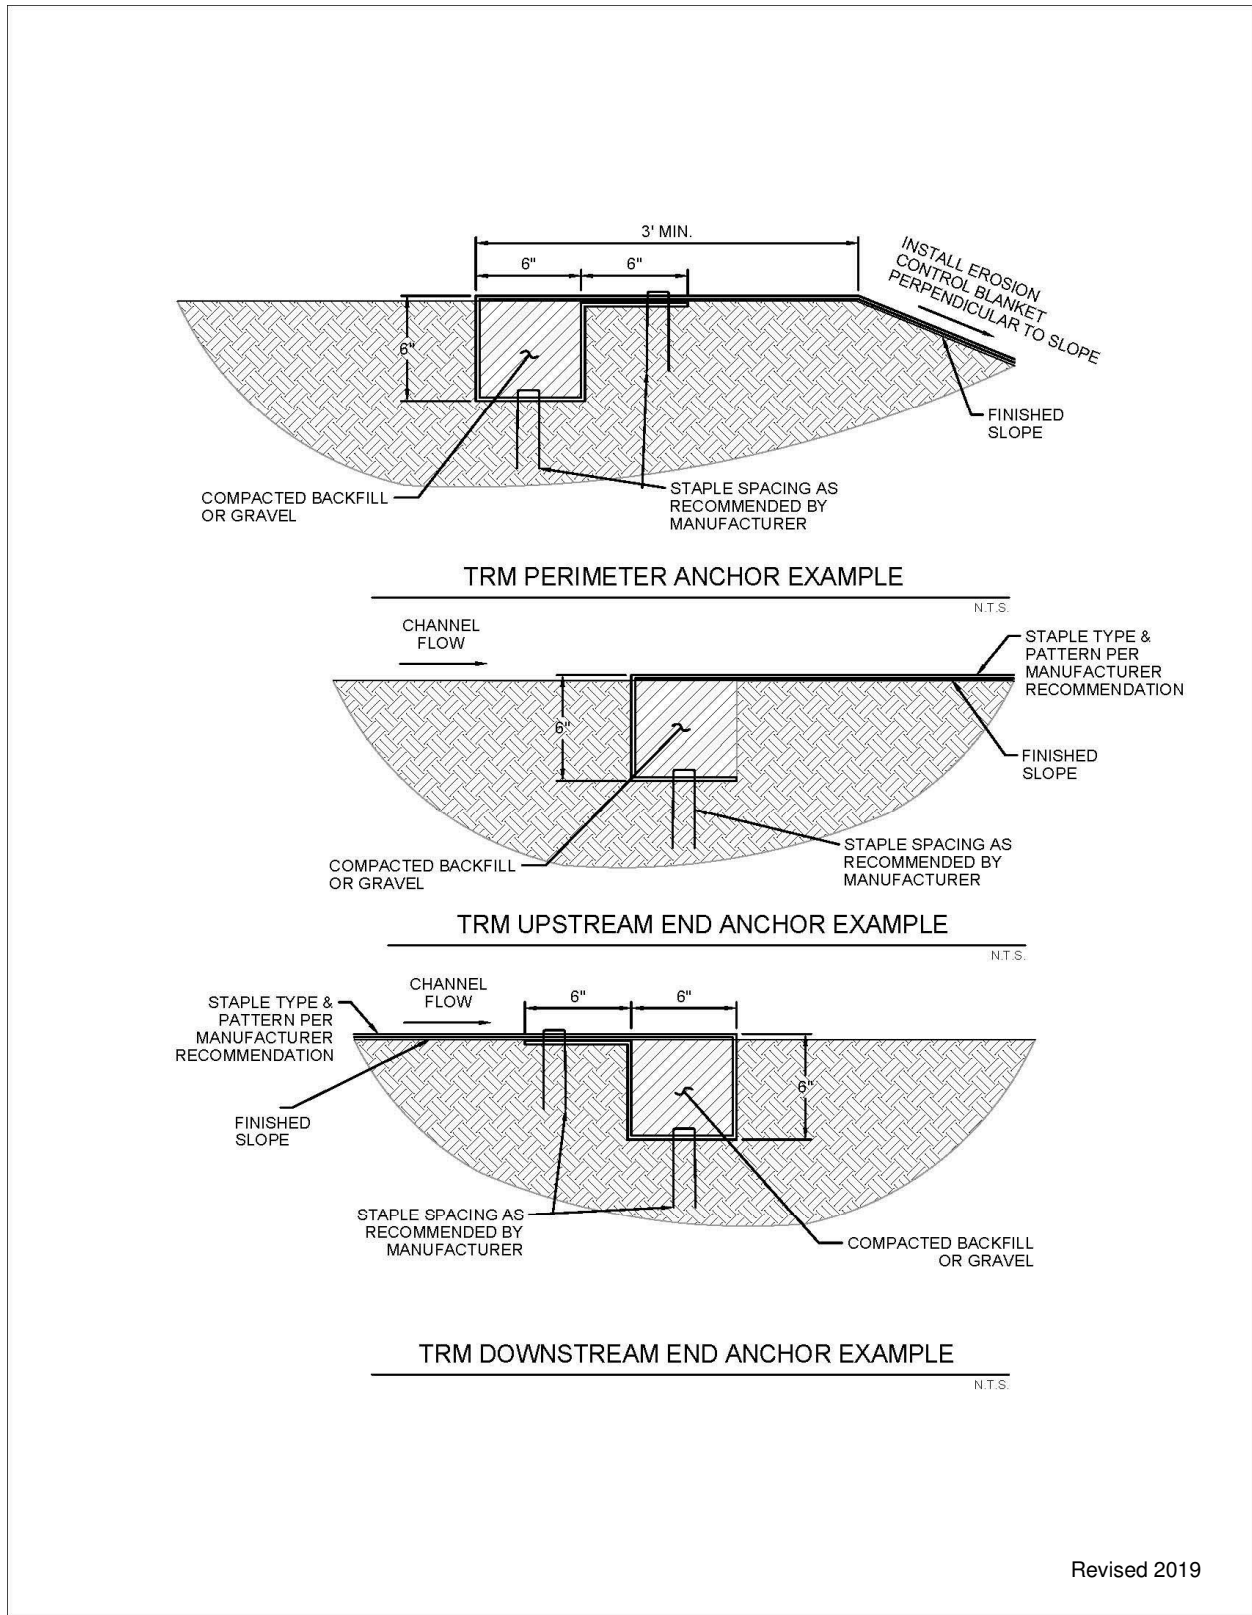 3' MIN.
6"
6"
INSTALL EROSION
CONTROL BLANKET
PERPENDICULAR TO SLOPE
6"
FINISHED
SLOPE
COMPACTED BACKFILL
OR GRAVEL
STAPLE SPACING AS
RECOMMENDED BY
MANUFACTURER
TRM PERIMETER ANCHOR EXAMPLE
N.T.S.
CHANNEL
FLOW
STAPLE TYPE &
PATTERN PER
MANUFACTURER
RECOMMENDATION
6"
FINISHED
SLOPE
STAPLE SPACING AS
RECOMMENDED BY
MANUFACTURER
COMPACTED BACKFILL
OR GRAVEL
TRM UPSTREAM END ANCHOR EXAMPLE
N.T.S.
CHANNEL
FLOW
6"
6"
STAPLE TYPE &
PATTERN PER
MANUFACTURER
RECOMMENDATION
6"
FINISHED
SLOPE
STAPLE SPACING AS
RECOMMENDED BY
MANUFACTURER
COMPACTED BACKFILL
OR GRAVEL
TRM DOWNSTREAM END ANCHOR EXAMPLE
N.T.S.
Revised 2019